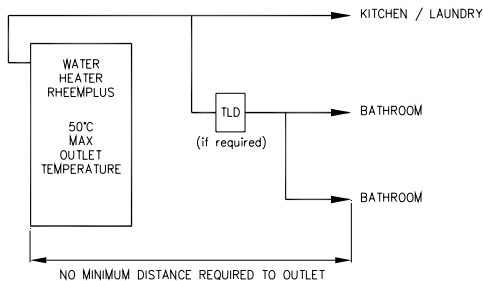 KITCHEN / LAUNDRY
WATER
HEATER
RHEEMPLUS
50°C
MAX
OUTLET
TEMPERATURE
TLD
(if required)
BATHROOM
BATHROOM
NO MINIMUM DISTANCE REQUIRED TO OUTLET